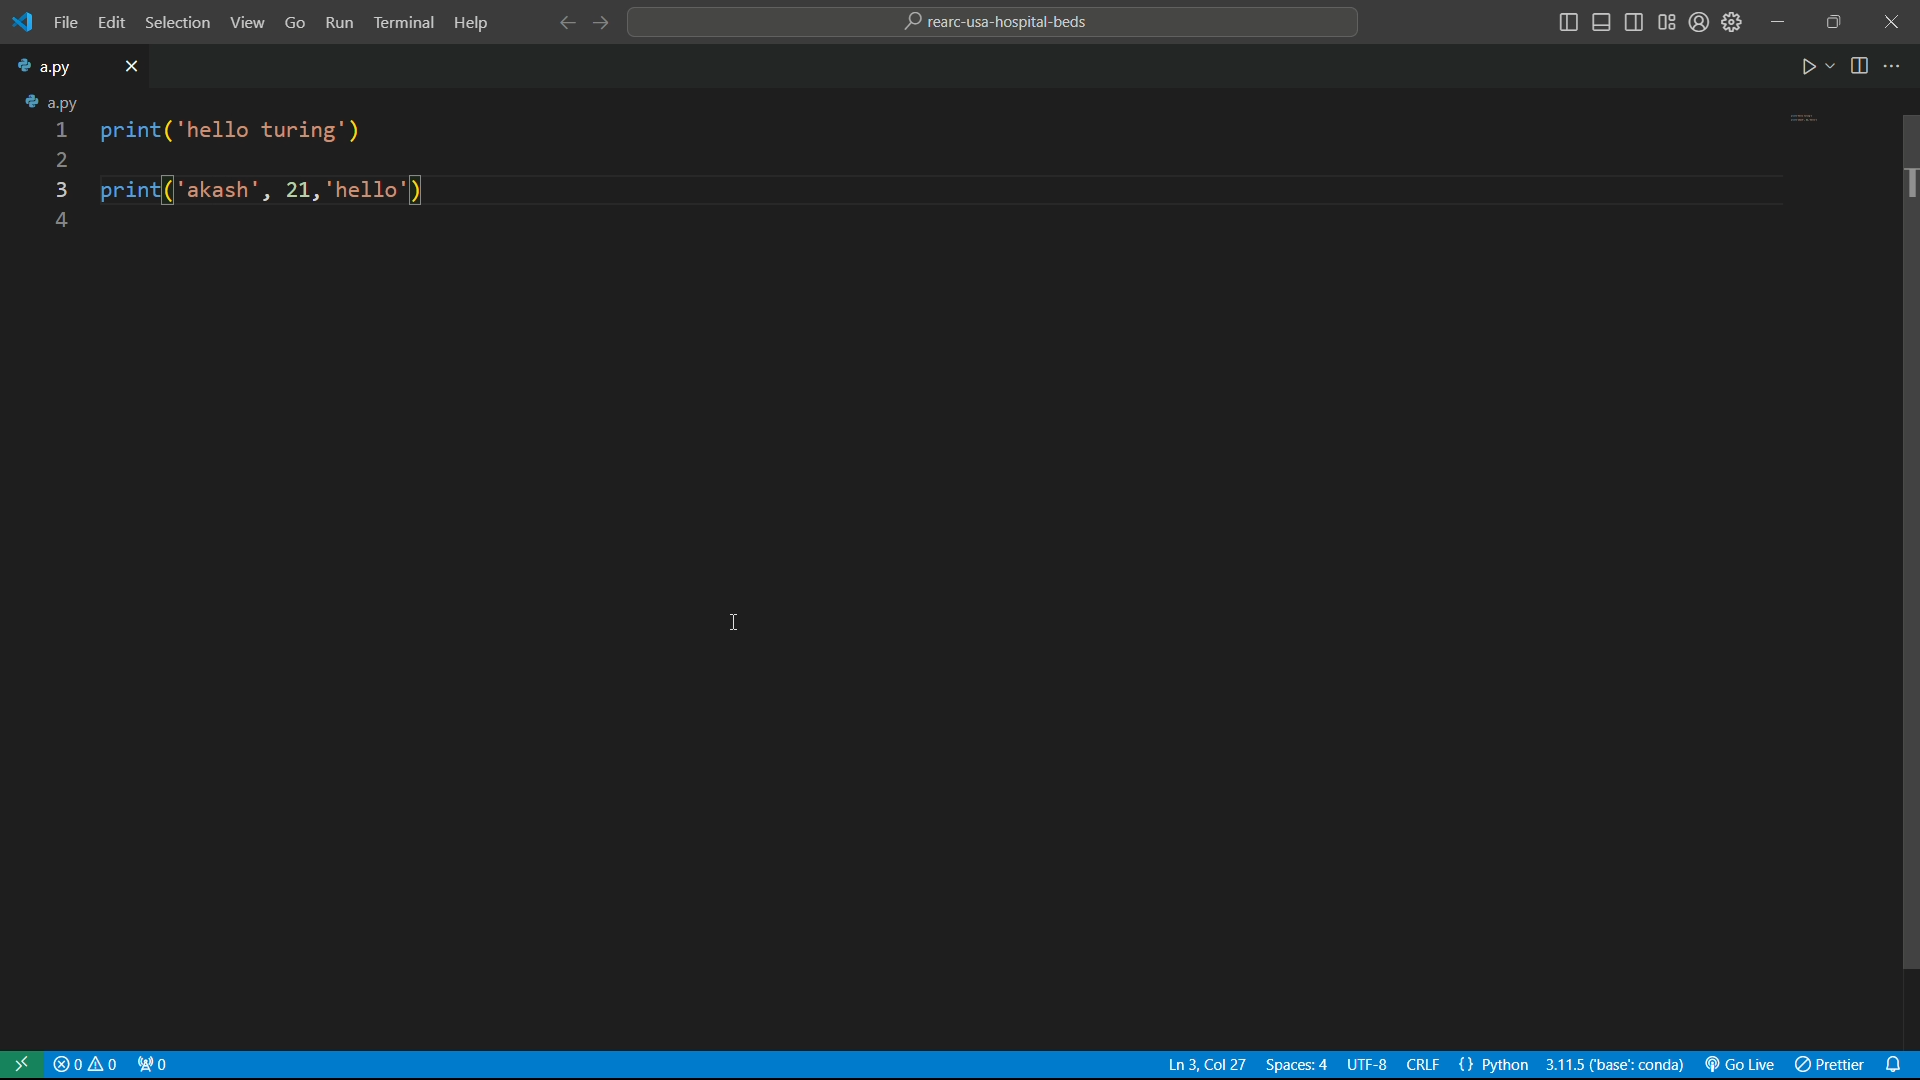 File Edit Selection View Go Run Terminal Help rearc-usa-hospital-beds
a.py
a.py
1 print('hello turing')
2
3 print('akash', 21,'hello')
4
0 0 0 Ln 3, Col 27 Spaces: 4 UTF-8 CRLF {} Python 3.11.5 ('base': conda) Go Live Prettier